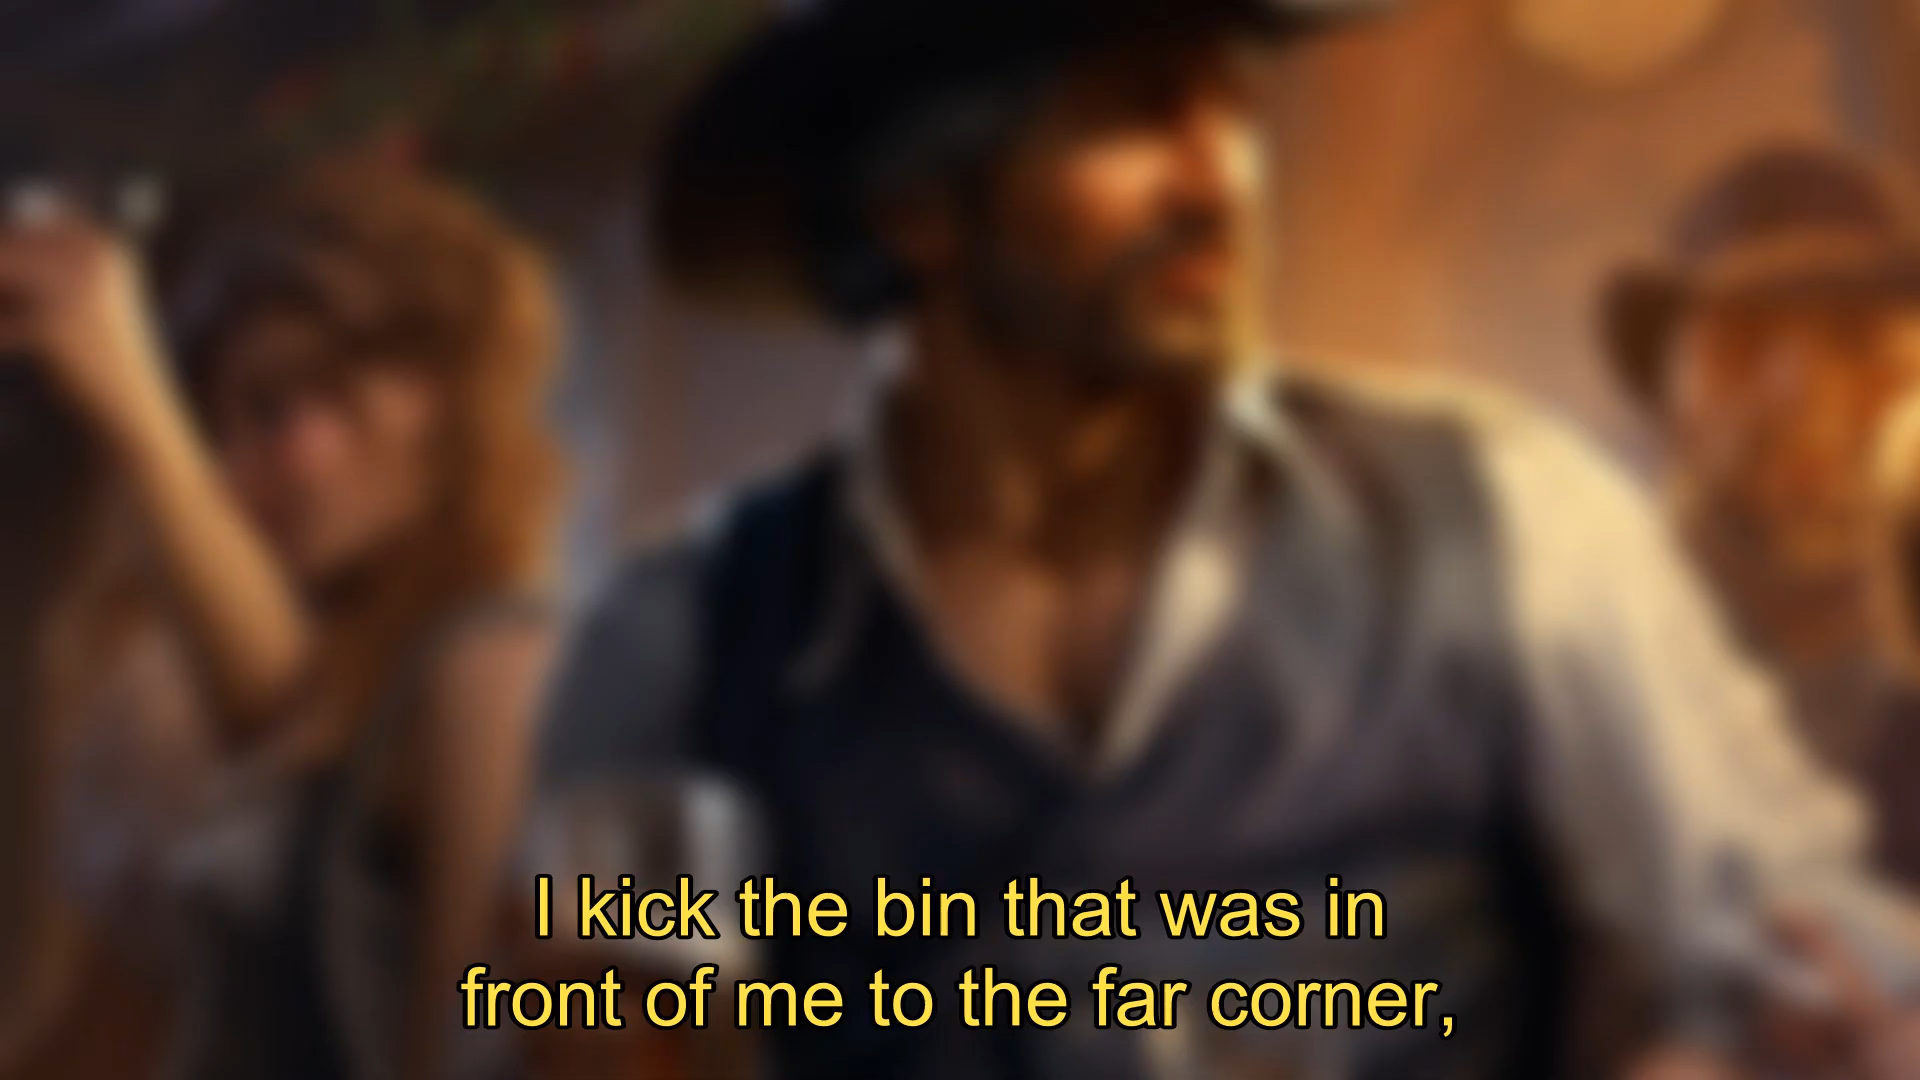 I kick the bin that was in
front of me to the far corner,